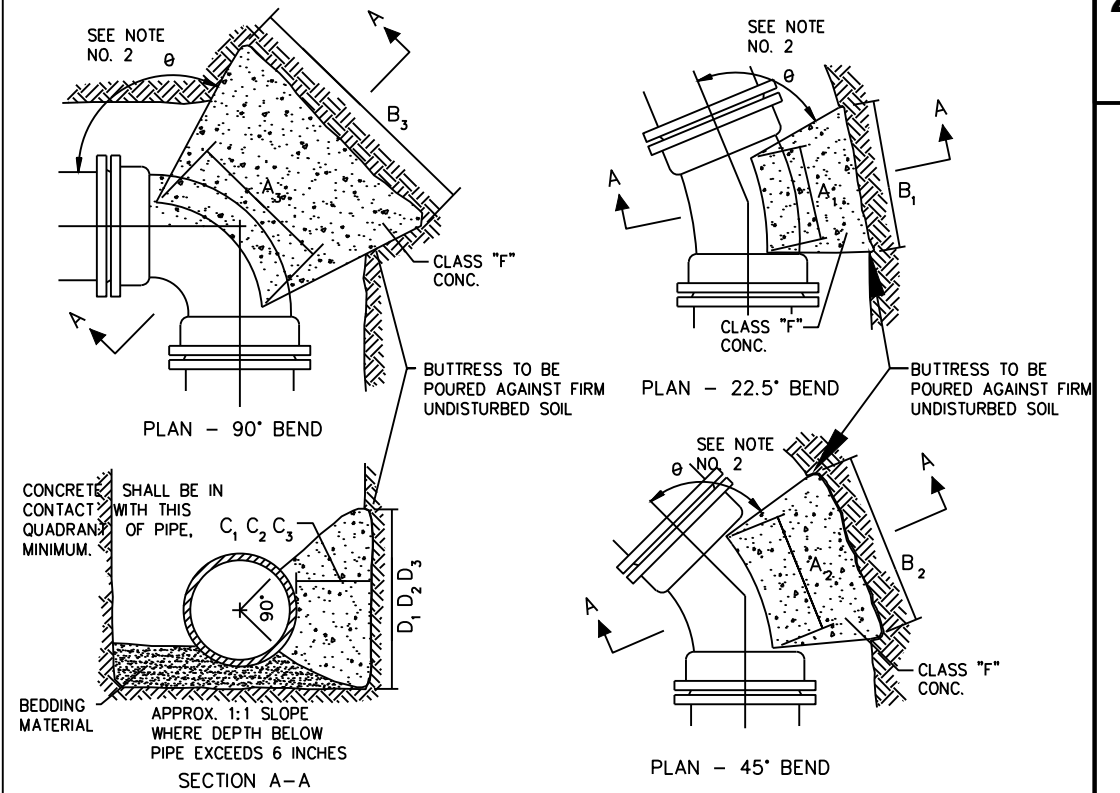 SEE NOTE
NO. 2
θ
A
B3
A3
CLASS "F"
CONC.
A
BUTTRESS TO BE
POURED AGAINST FIRM
UNDISTURBED SOIL
PLAN - 90° BEND
SEE NOTE
NO. 2
θ
A
A
A1
B1
CLASS "F"
CONC.
PLAN - 22.5° BEND
BUTTRESS TO BE
POURED AGAINST FIRM
UNDISTURBED SOIL
CONCRETE SHALL BE IN
CONTACT WITH THIS
QUADRANT OF PIPE,
MINIMUM.
C1 C2 C3
90°
D1 D2 D3
BEDDING
MATERIAL
APPROX. 1:1 SLOPE
WHERE DEPTH BELOW
PIPE EXCEEDS 6 INCHES
SECTION A-A
SEE NOTE
NO. 2
θ
A
A2
B2
A
CLASS "F"
CONC.
PLAN - 45° BEND